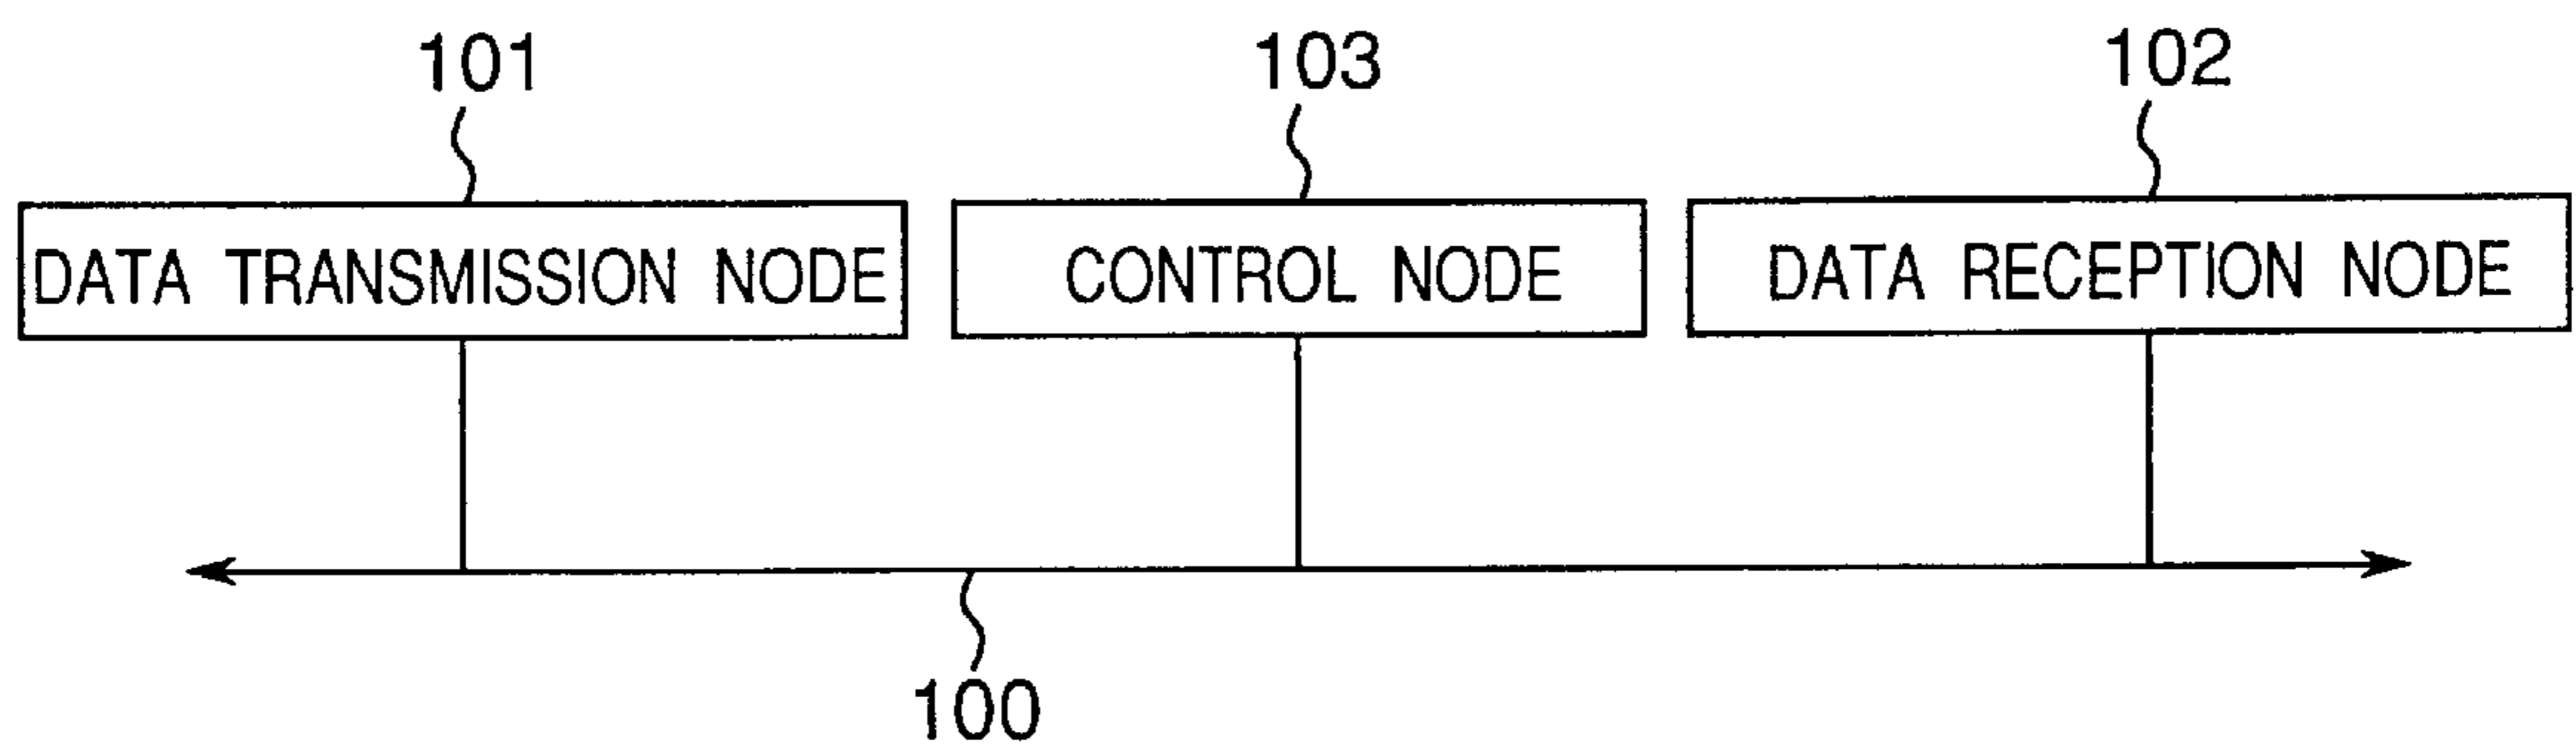 101 103 102
DATA TRANSMISSION NODE CONTROL NODE DATA RECEPTION NODE
100